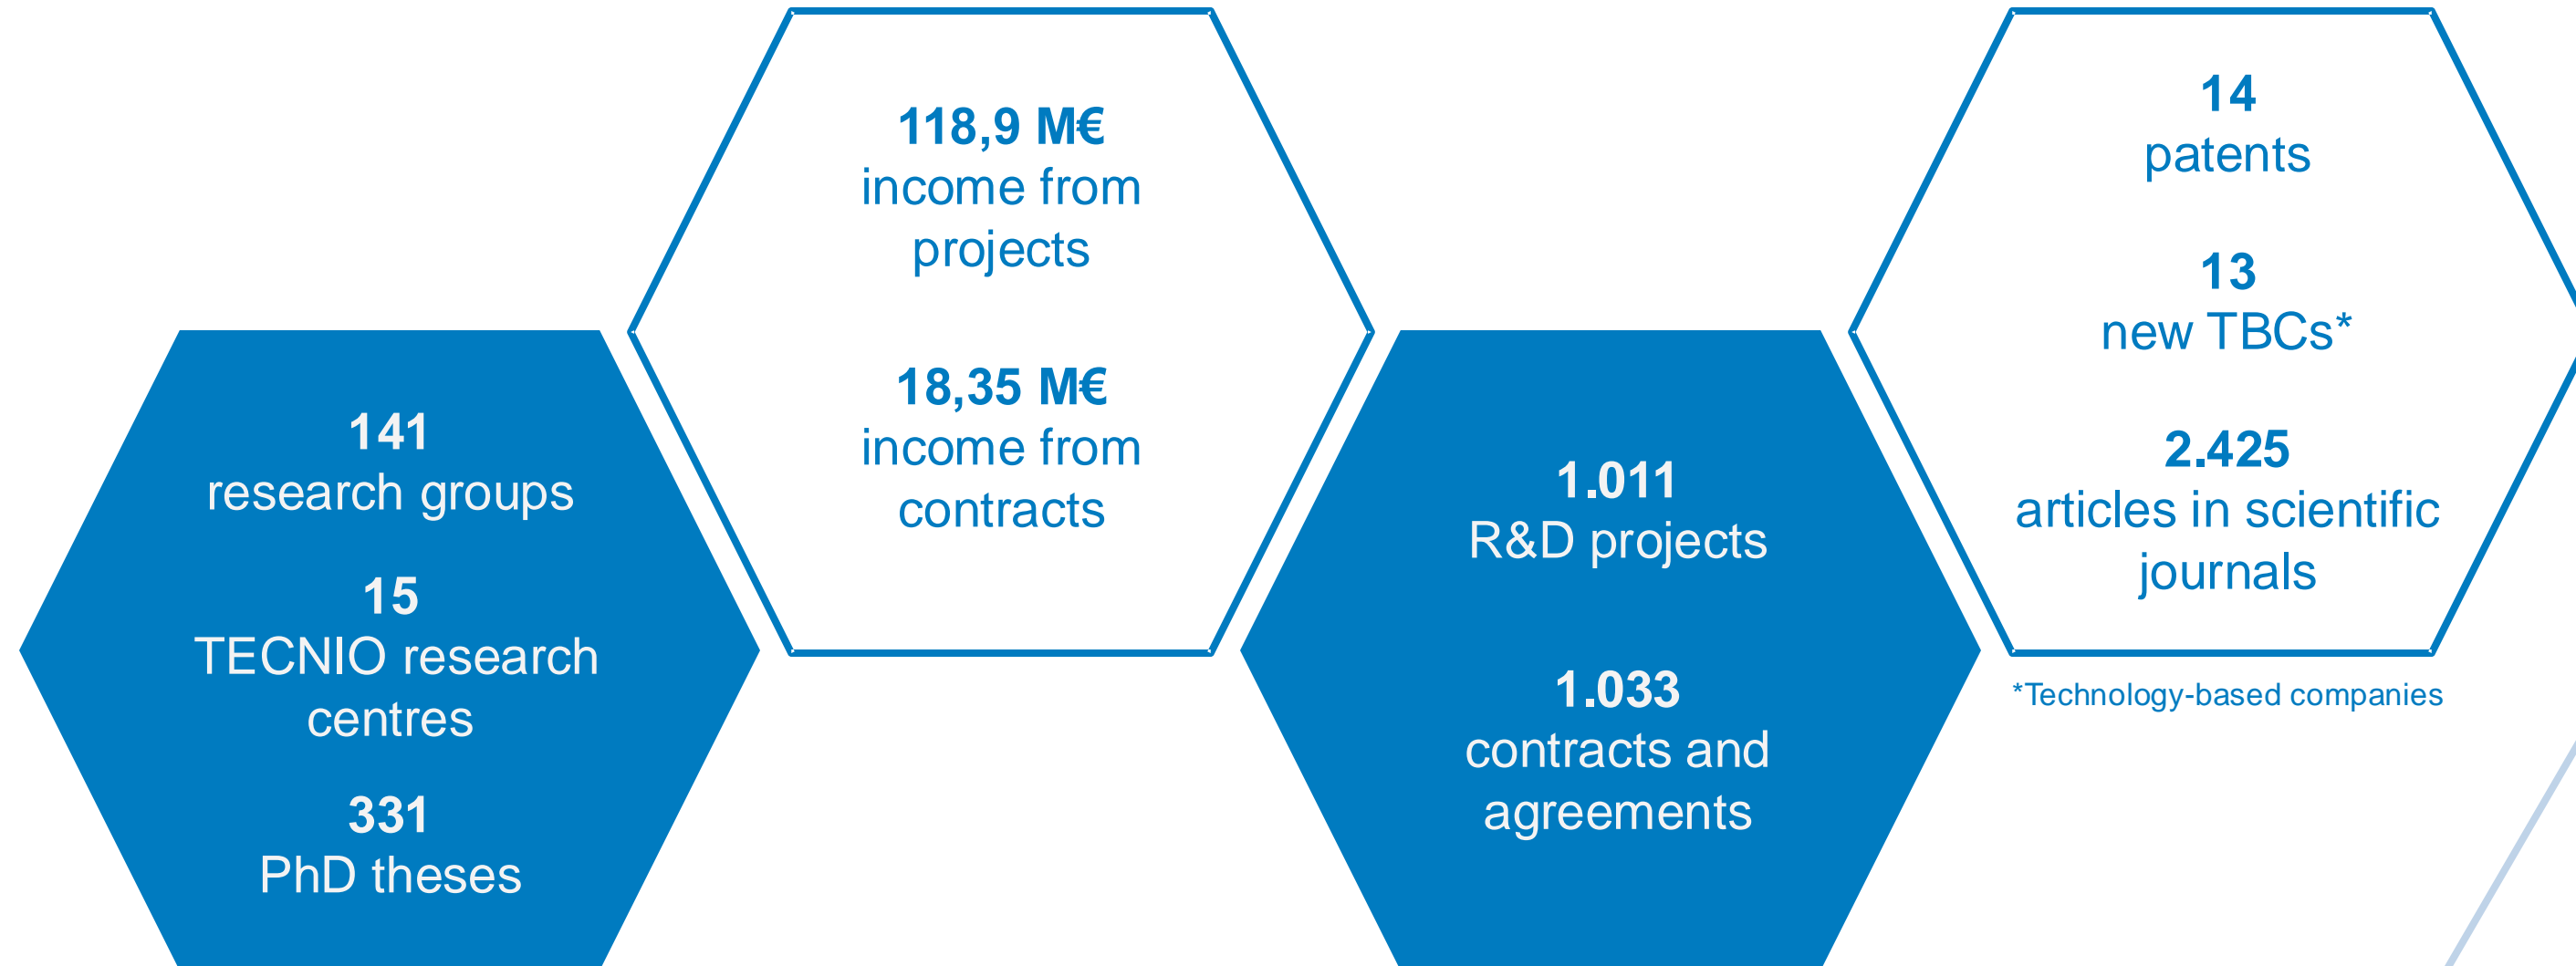 141
research groups
15
TECNIO research
centres
331
PhD theses
118,9 M€
income from
projects
18,35 M€
income from
contracts
1.011
R&D projects
1.033
contracts and
agreements
14
patents
13
new TBCs*
2.425
articles in scientific
journals
*Technology-based companies